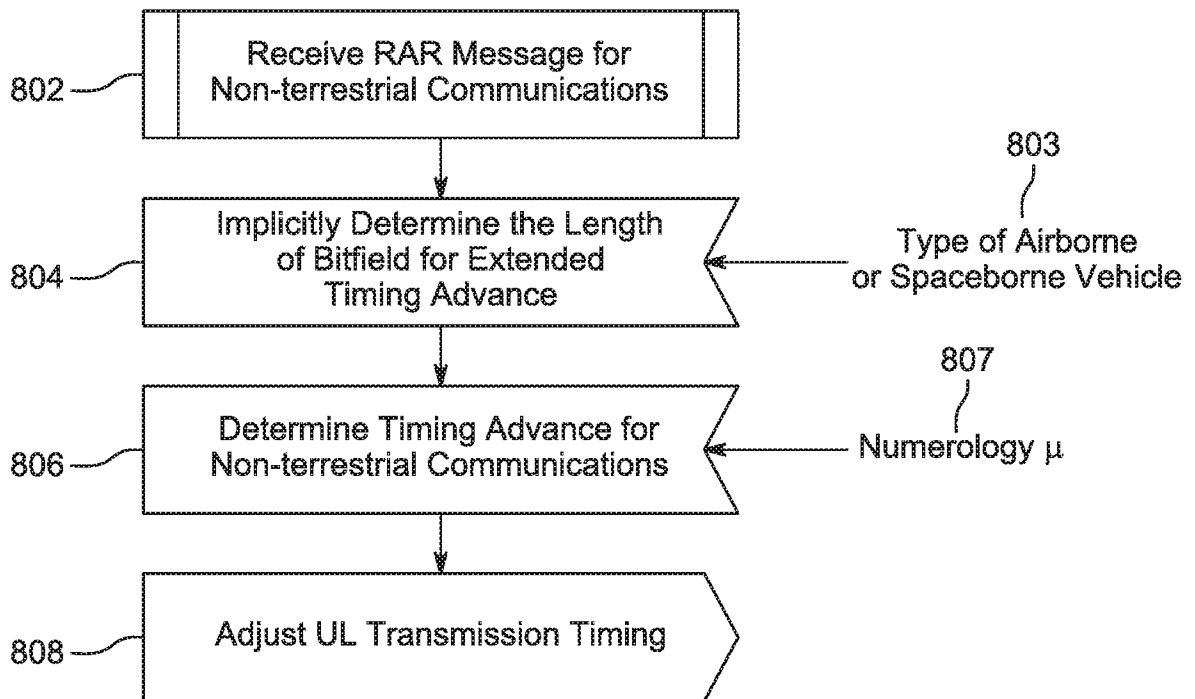 802
Receive RAR Message for
Non-terrestrial Communications
803
Type of Airborne
or Spaceborne Vehicle
804
Implicitly Determine the Length
of Bitfield for Extended
Timing Advance
807
Numerology μ
806
Determine Timing Advance for
Non-terrestrial Communications
808
Adjust UL Transmission Timing